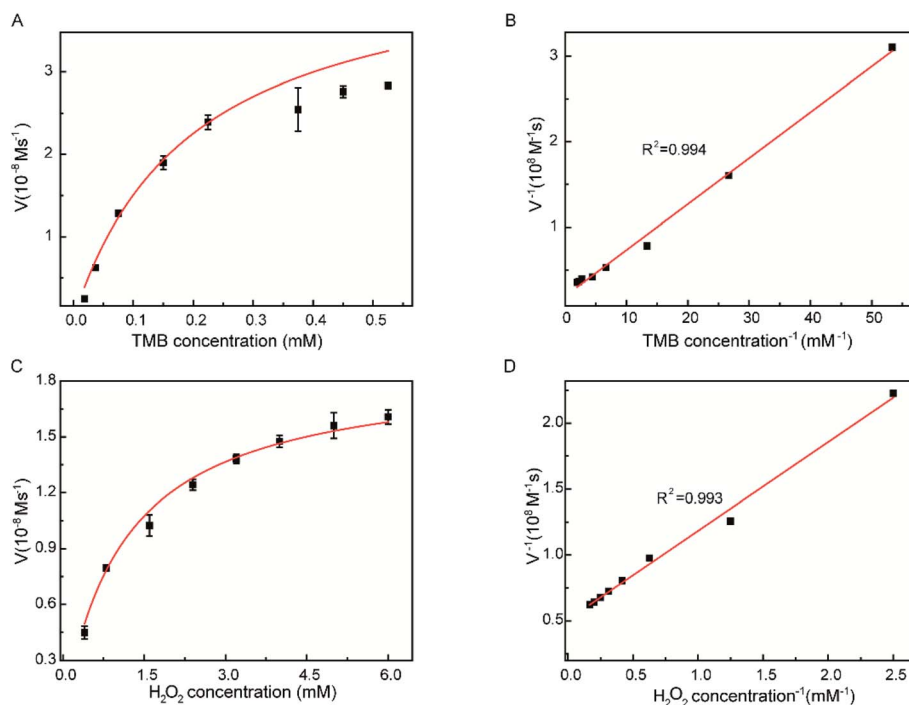 A
V(10⁻⁸ Ms⁻¹)
3
2
1
0.0 0.1 0.2 0.3 0.4 0.5
TMB concentration (mM)
B
V⁻¹(10⁸ M⁻¹s)
3
2
1
R²=0.994
0 10 20 30 40 50
TMB concentration⁻¹ (mM⁻¹)
C
V(10⁻⁸ Ms⁻¹)
1.8
1.5
1.2
0.9
0.6
0.3
0.0 1.5 3.0 4.5 6.0
H₂O₂ concentration (mM)
D
V⁻¹(10⁸ M⁻¹s)
2.0
1.5
1.0
0.5
R²=0.993
0.0 0.5 1.0 1.5 2.0 2.5
H₂O₂ concentration⁻¹(mM⁻¹)